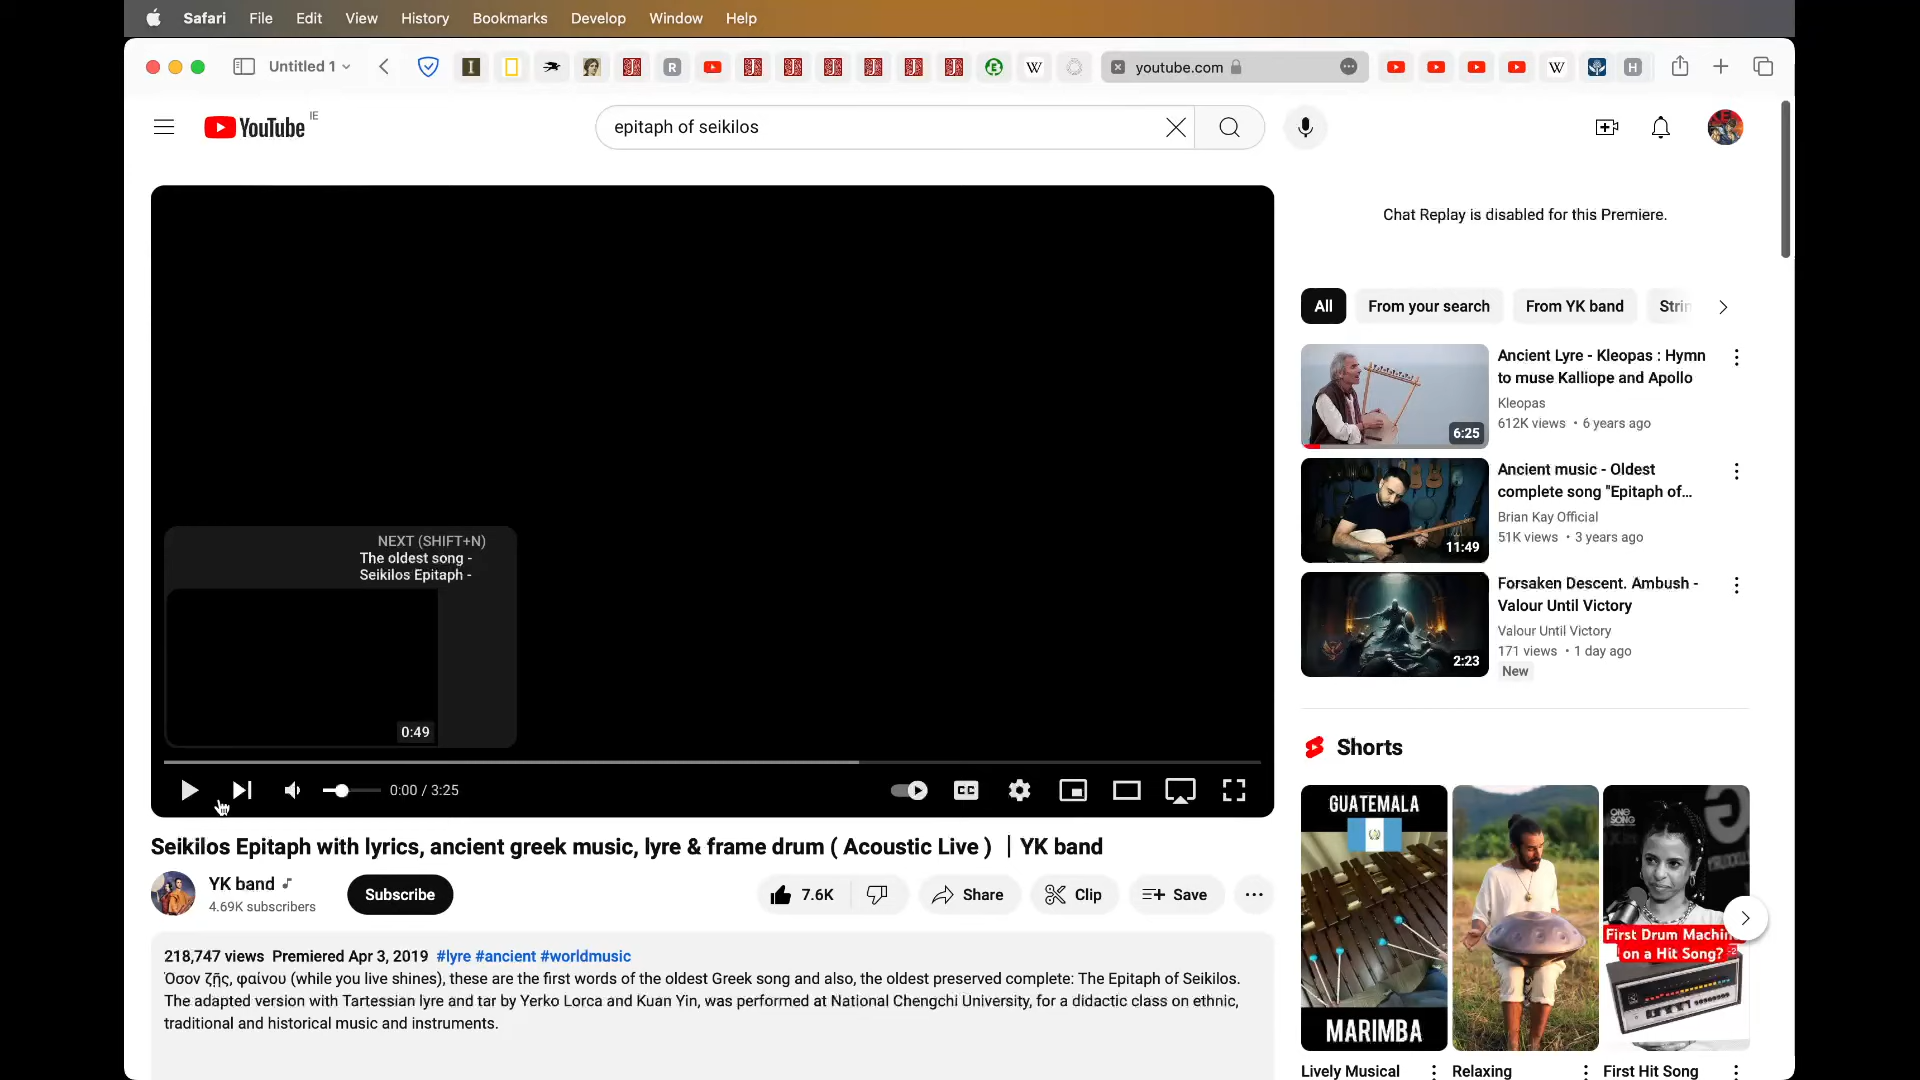 Safari File Edit View History Bookmarks Develop Window Help
Untitled 1
youtube.com
YouTube IE
epitaph of seikilos
Chat Replay is disabled for this Premiere.
All From your search From YK band Strin
Ancient Lyre - Kleopas : Hymn
to muse Kalliope and Apollo
Kleopas
612K views • 6 years ago
6:25
Ancient music - Oldest
complete song "Epitaph of...
Brian Kay Official
51K views • 3 years ago
11:49
Forsaken Descent. Ambush -
Valour Until Victory
Valour Until Victory
171 views • 1 day ago
New
2:23
NEXT (SHIFT+N)
The oldest song -
Seikilos Epitaph -
0:49
0:00 / 3:25
CC
Seikilos Epitaph with lyrics, ancient greek music, lyre & frame drum ( Acoustic Live ) | YK band
YK band
4.69K subscribers
Subscribe
7.6K
Share
Clip
Save
218,747 views Premiered Apr 3, 2019 #lyre #ancient #worldmusic
Όσον ζῇς, φαίνου (while you live shines), these are the first words of the oldest Greek song and also, the oldest preserved complete: The Epitaph of Seikilos.
The adapted version with Tartessian lyre and tar by Yerko Lorca and Kuan Yin, was performed at National Chengchi University, for a didactic class on ethnic,
traditional and historical music and instruments.
Shorts
GUATEMALA
MARIMBA
ONE
SONG
First Drum Machin
on a Hit Song?
Lively Musical
Relaxing
First Hit Song